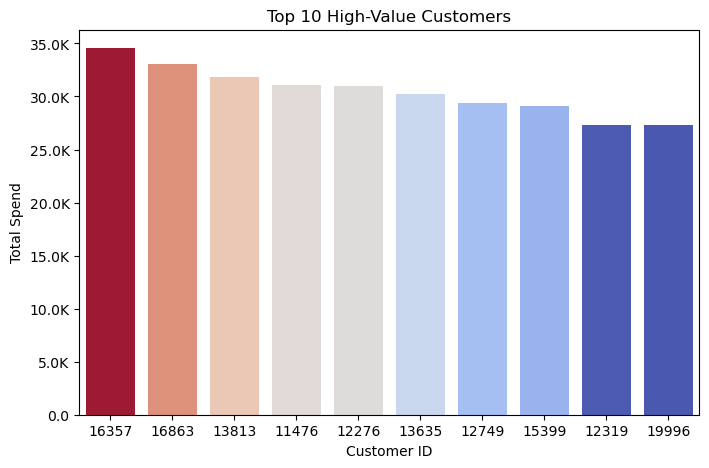 Top 10 High-Value Customers
Total Spend
35.0K
30.0K
25.0K
20.0K
15.0K
10.0K
5.0K
0.0
16357 16863 13813 11476 12276 13635 12749 15399 12319 19996
Customer ID